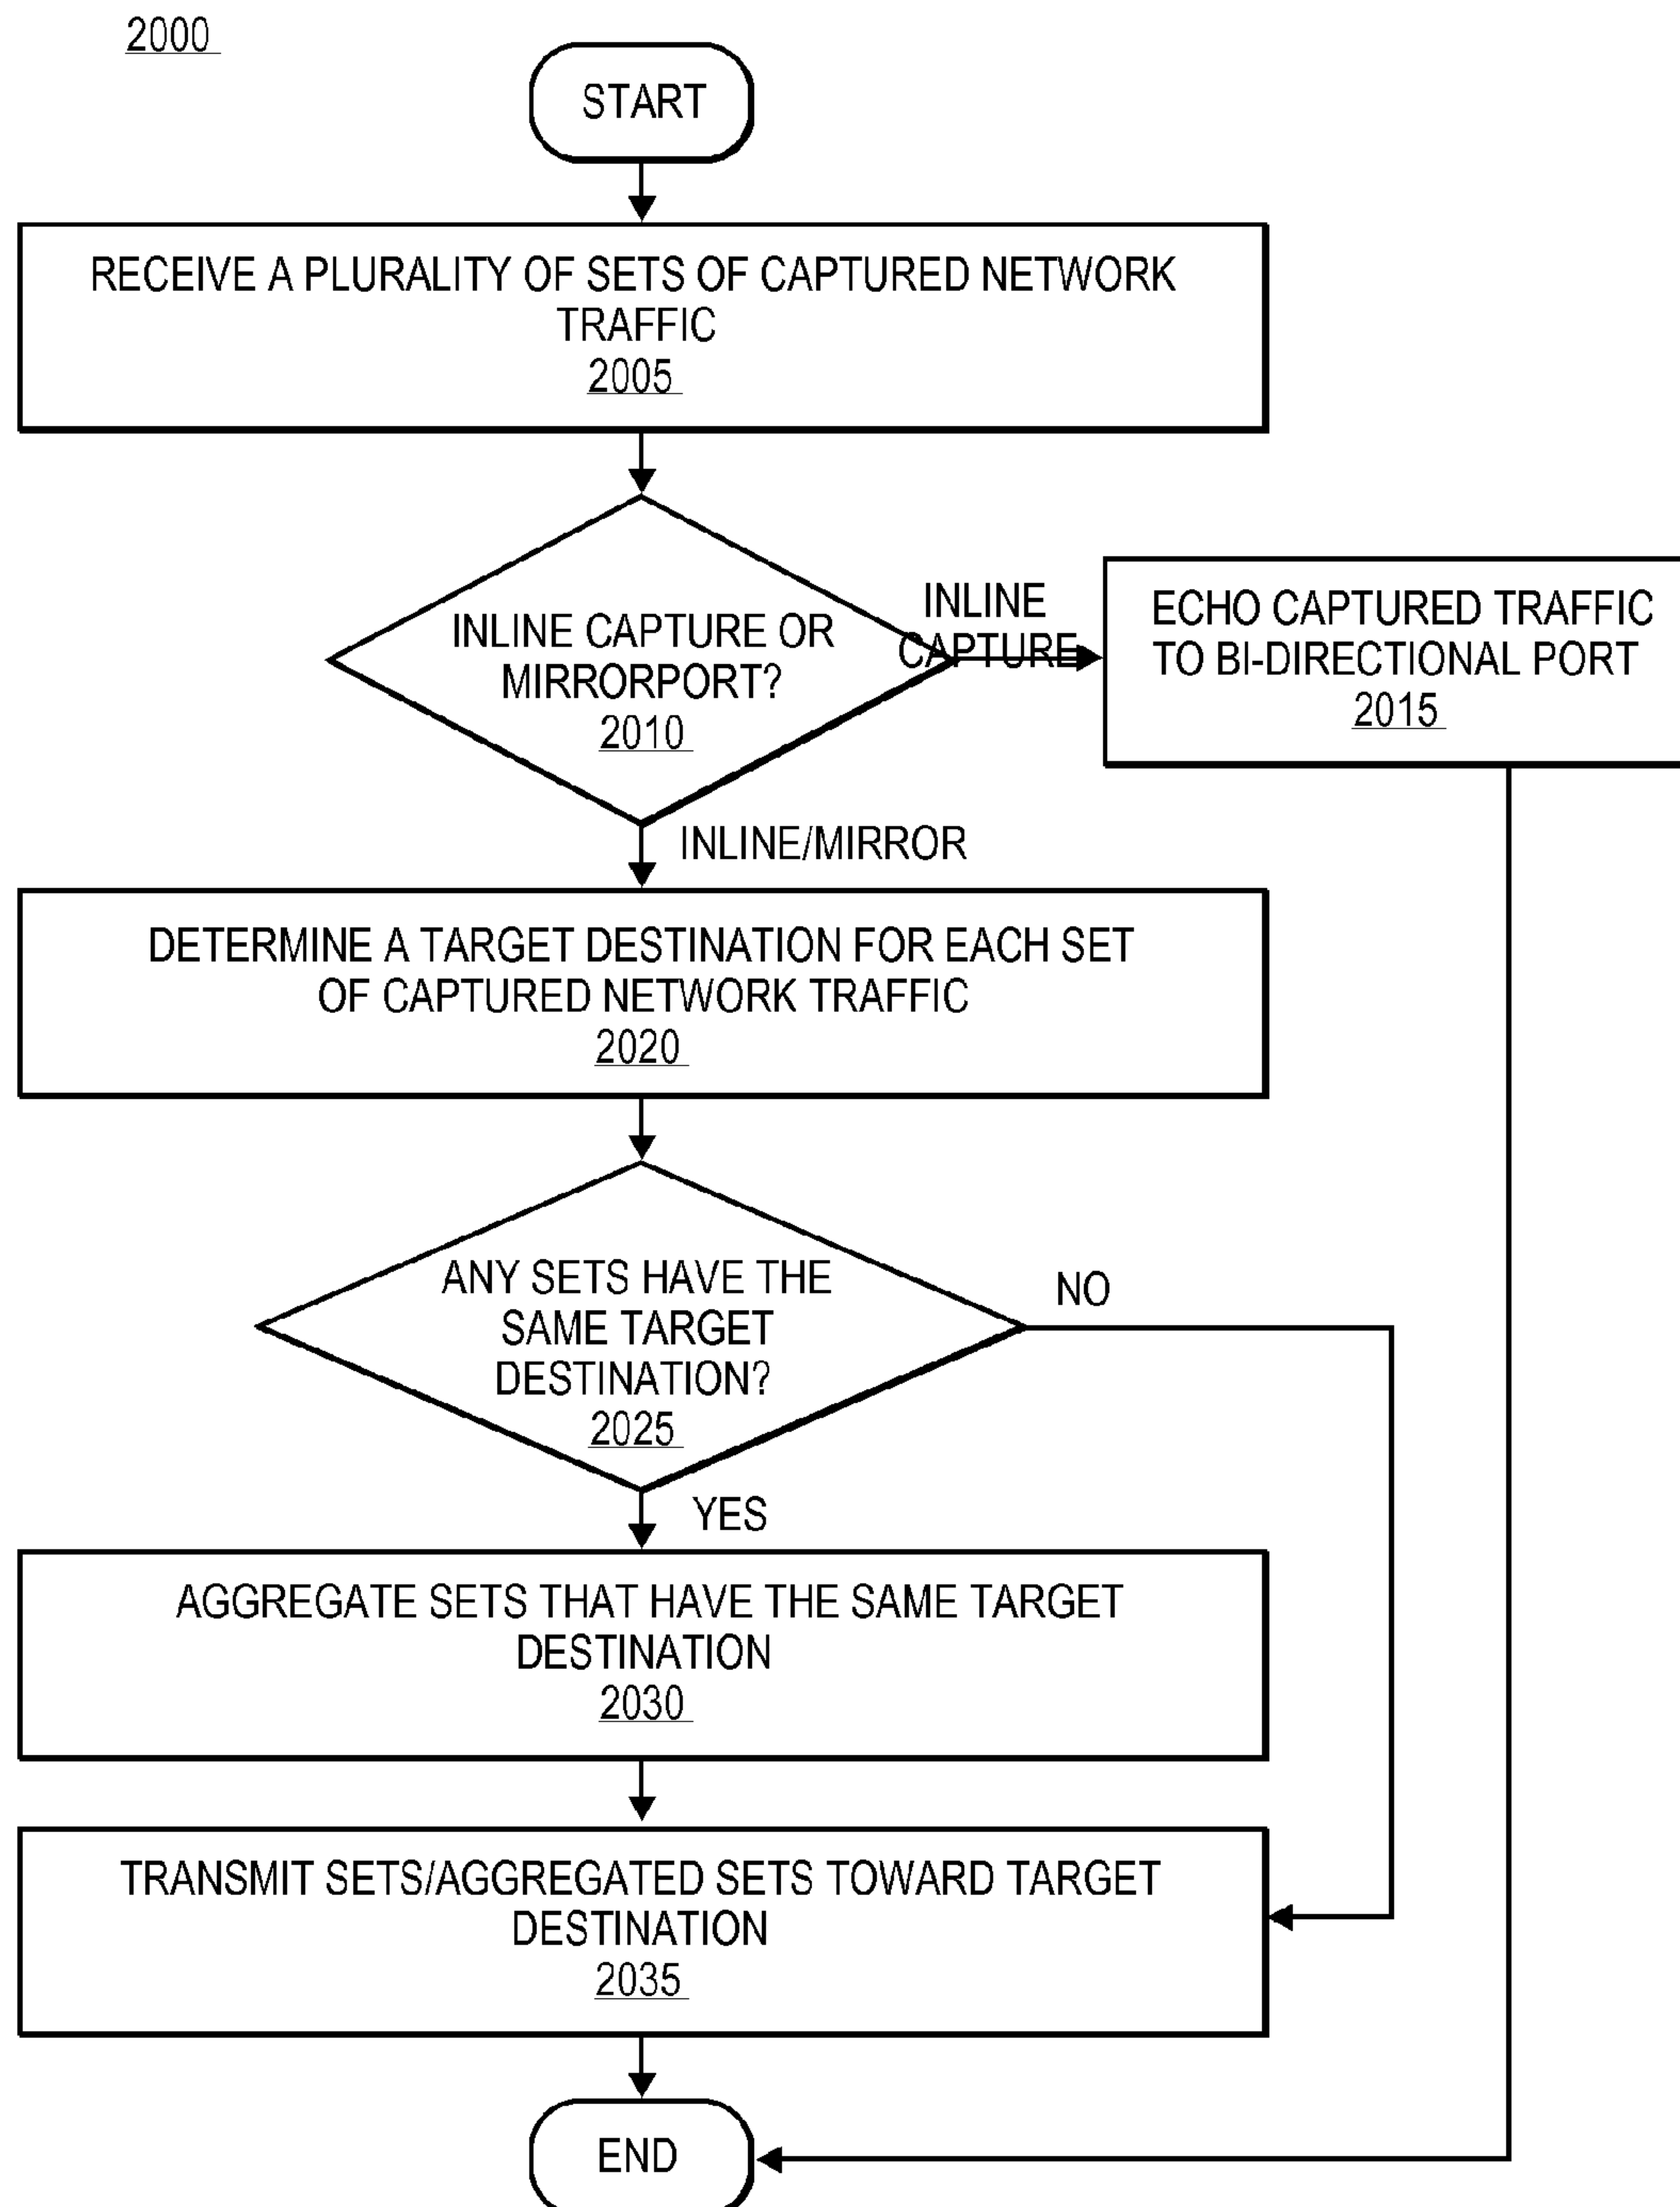 2000
START
RECEIVE A PLURALITY OF SETS OF CAPTURED NETWORK
TRAFFIC
2005
INLINE CAPTURE OR
MIRRORPORT?
2010
INLINE
CAPTURE
ECHO CAPTURED TRAFFIC
TO BI-DIRECTIONAL PORT
2015
INLINE/MIRROR
DETERMINE A TARGET DESTINATION FOR EACH SET
OF CAPTURED NETWORK TRAFFIC
2020
ANY SETS HAVE THE
SAME TARGET
DESTINATION?
2025
NO
YES
AGGREGATE SETS THAT HAVE THE SAME TARGET
DESTINATION
2030
TRANSMIT SETS/AGGREGATED SETS TOWARD TARGET
DESTINATION
2035
END